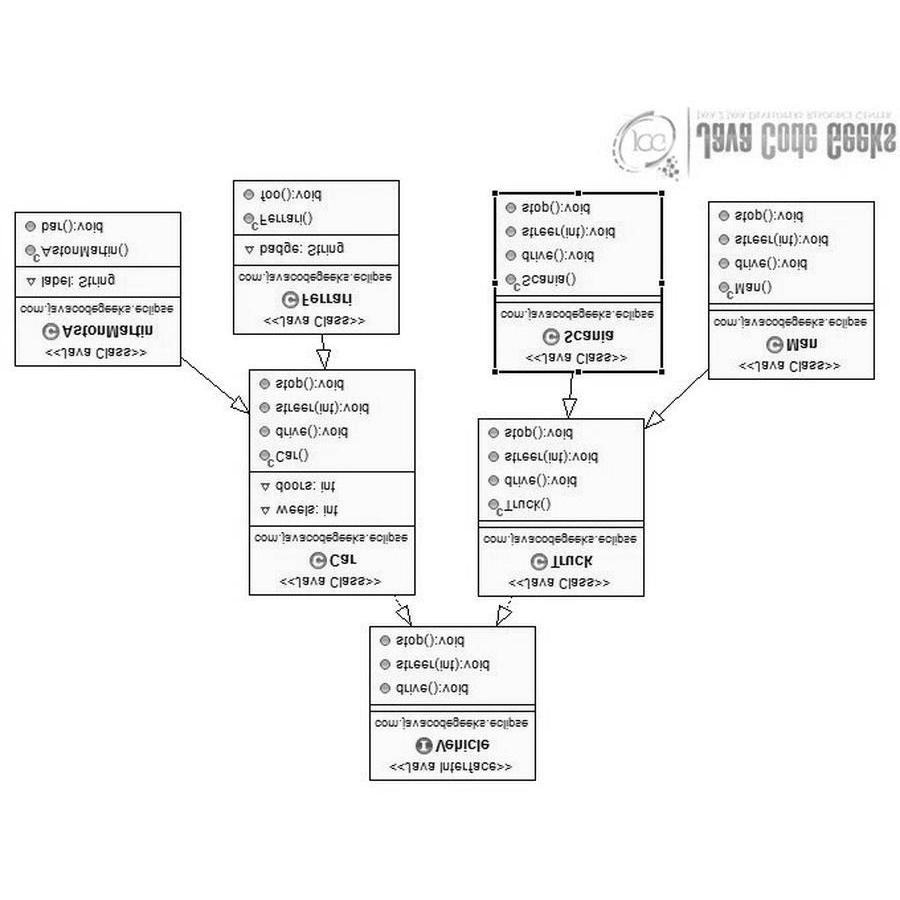 <<Java Interface>>
Vehicle
com.javacodegeeks.eclipse
drive():void
streer(int):void
stop():void
<<Java Class>>
Car
com.javacodegeeks.eclipse
weels: int
doors: int
Car()
drive():void
streer(int):void
stop():void
<<Java Class>>
Truck
com.javacodegeeks.eclipse
Truck()
drive():void
streer(int):void
stop():void
<<Java Class>>
AstonMartin
com.javacodegeeks.eclipse
label: String
AstonMartin()
bar():void
<<Java Class>>
Ferrari
com.javacodegeeks.eclipse
badge: String
Ferrari()
foo():void
<<Java Class>>
Scania
com.javacodegeeks.eclipse
Scania()
drive():void
streer(int):void
stop():void
<<Java Class>>
Man
com.javacodegeeks.eclipse
Man()
drive():void
streer(int):void
stop():void
JCG
Java Code Geeks
Java 2 Java Developers Resource Center